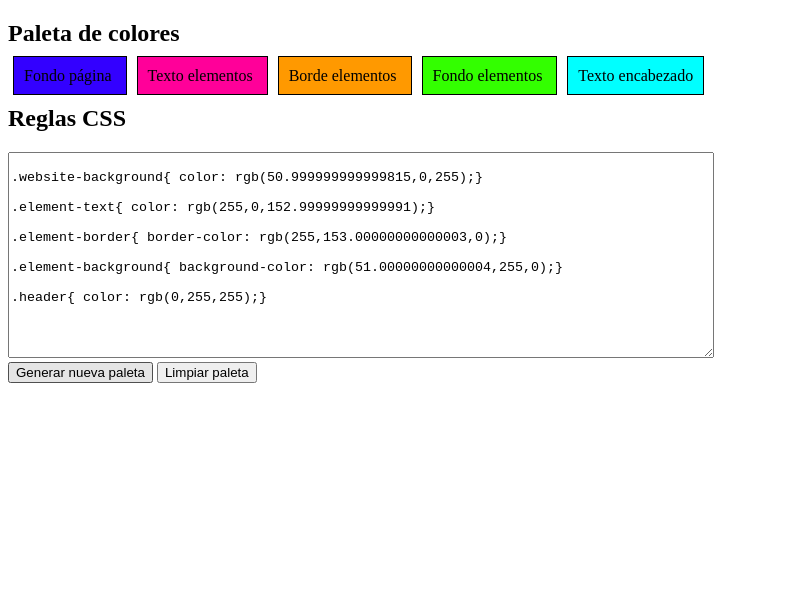 Paleta de colores
Fondo página Texto elementos Borde elementos Fondo elementos Texto encabezado
Reglas CSS
.website-background{ color: rgb(50.999999999999815,0,255);}
.element-text{ color: rgb(255,0,152.99999999999991);}
.element-border{ border-color: rgb(255,153.00000000000003,0);}
.element-background{ background-color: rgb(51.00000000000004,255,0);}
.header{ color: rgb(0,255,255);}
Generar nueva paleta Limpiar paleta